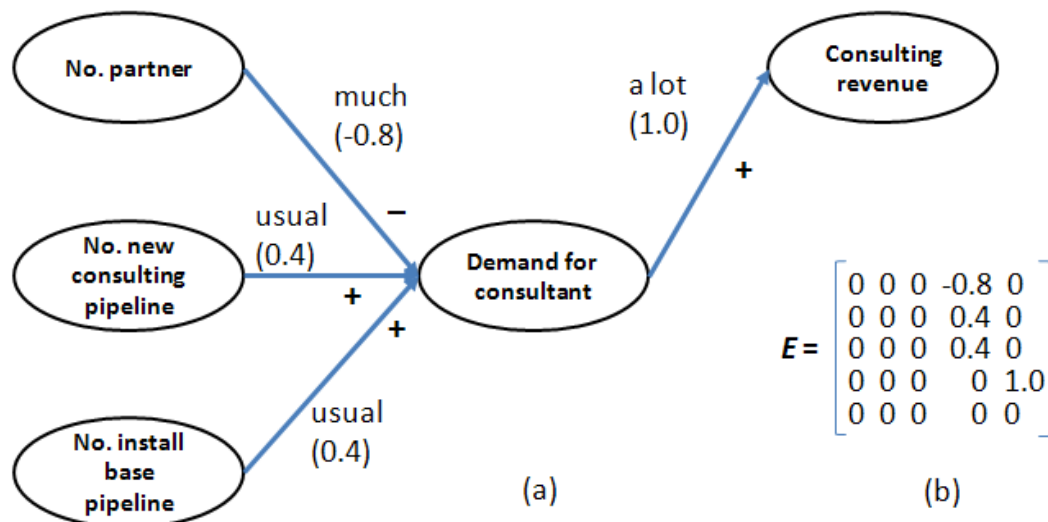 No. partner
much
(-0.8)
–
a lot
(1.0)
+
Consulting
revenue
No. new
consulting
pipeline
usual
(0.4)
+
+
Demand for
consultant
No. install
base
pipeline
usual
(0.4)
(a)
E =
0 0 0 -0.8 0
0 0 0 0.4 0
0 0 0 0.4 0
0 0 0 0 1.0
0 0 0 0 0
(b)